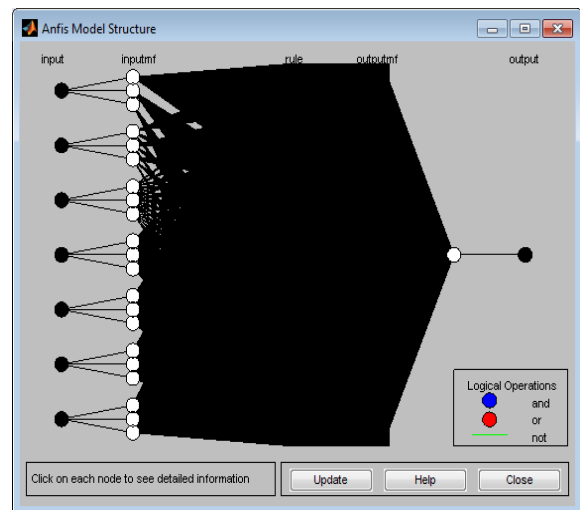 Anfis Model Structure
input inputmf rule outputmf output
Logical Operations
and
or
not
Click on each node to see detailed information
Update Help Close